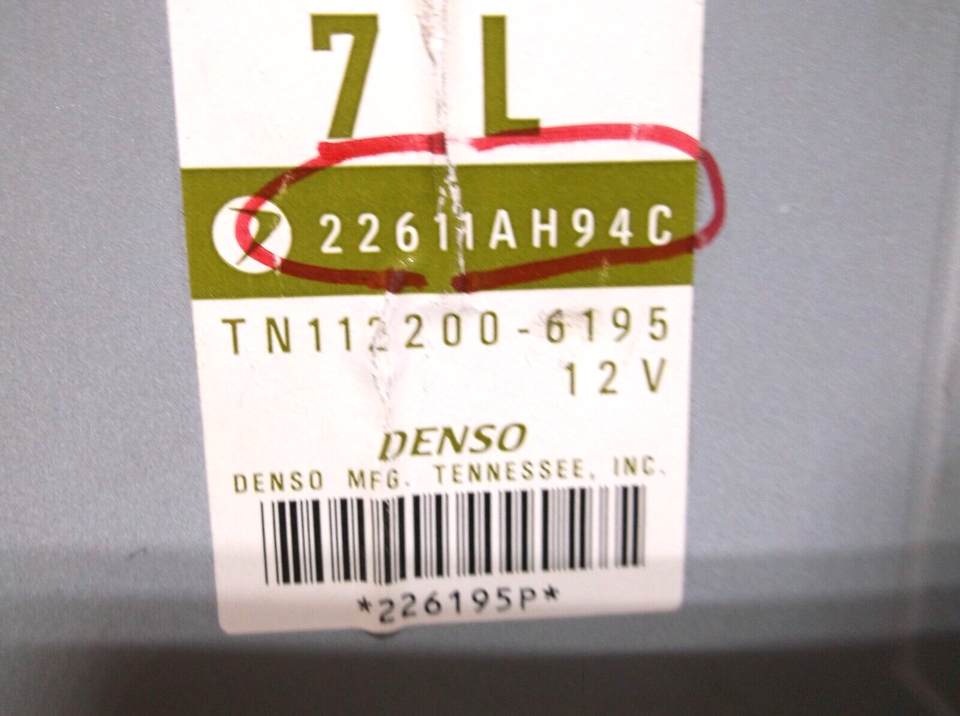 7 L
22611AH94C
TN112200-6195
12V
DENSO
DENSO MFG. TENNESSEE, INC.
*226195P*